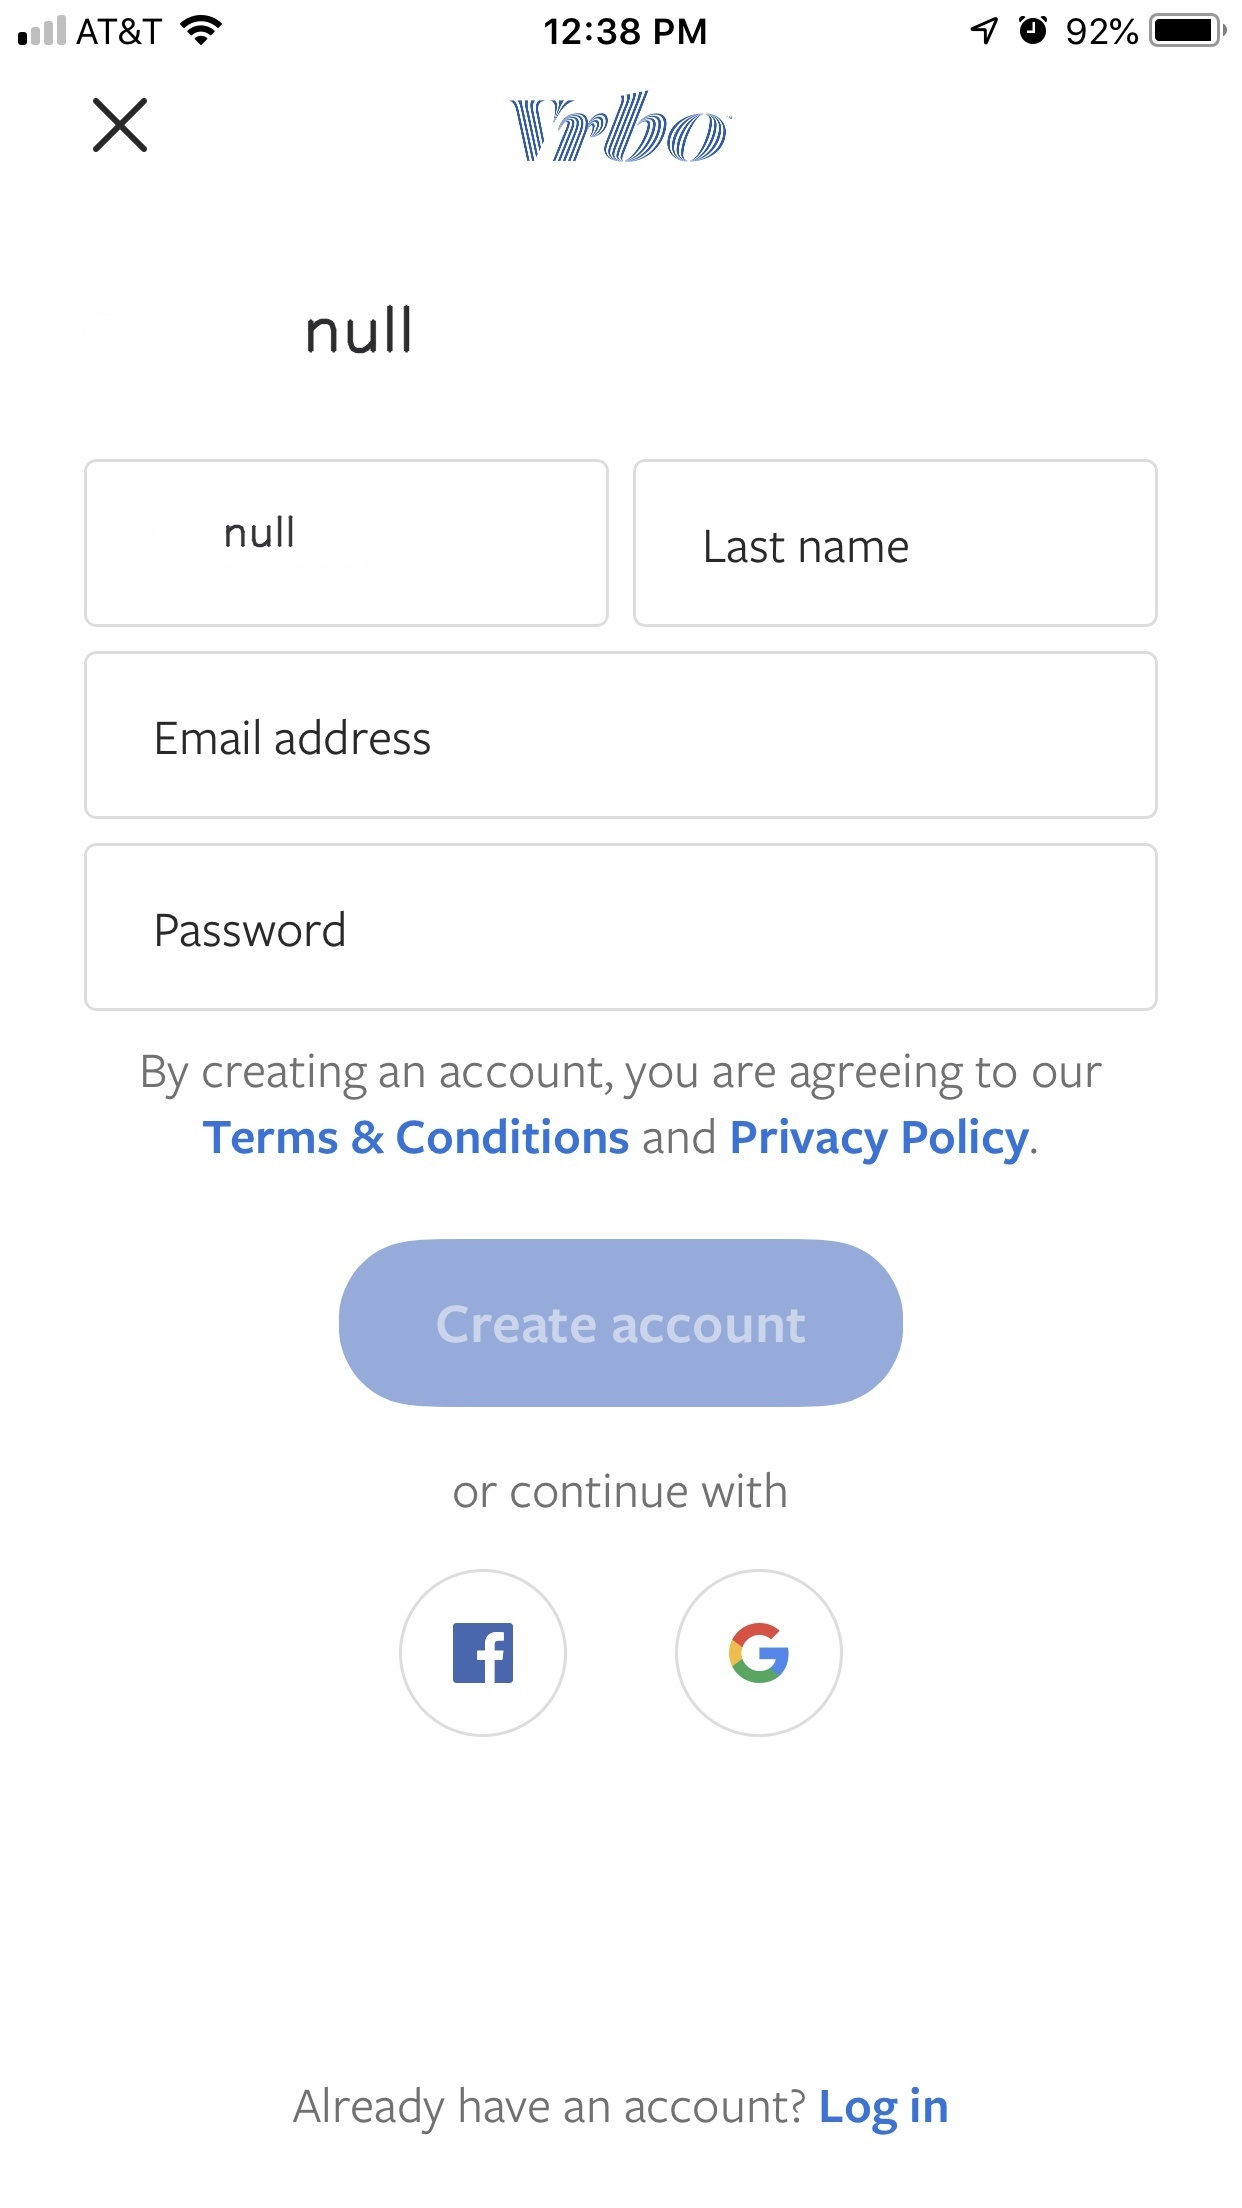 AT&T 12:38 PM 92%
Vrbo™
null
null
Last name
Email address
Password
By creating an account, you are agreeing to our
Terms & Conditions and Privacy Policy.
Create account
or continue with
Already have an account? Log in